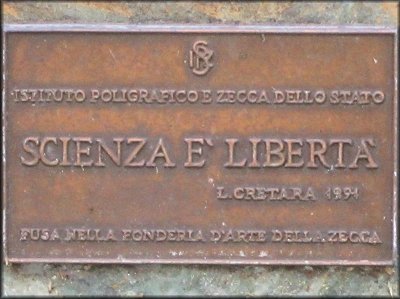 ISTITUTO POLIGRAFICO E ZECCA DELLO STATO
SCIENZA E' LIBERTA'
L. CRETARA 1991
FUSA NELLA FONDERIA D'ARTE DELLA ZECCA